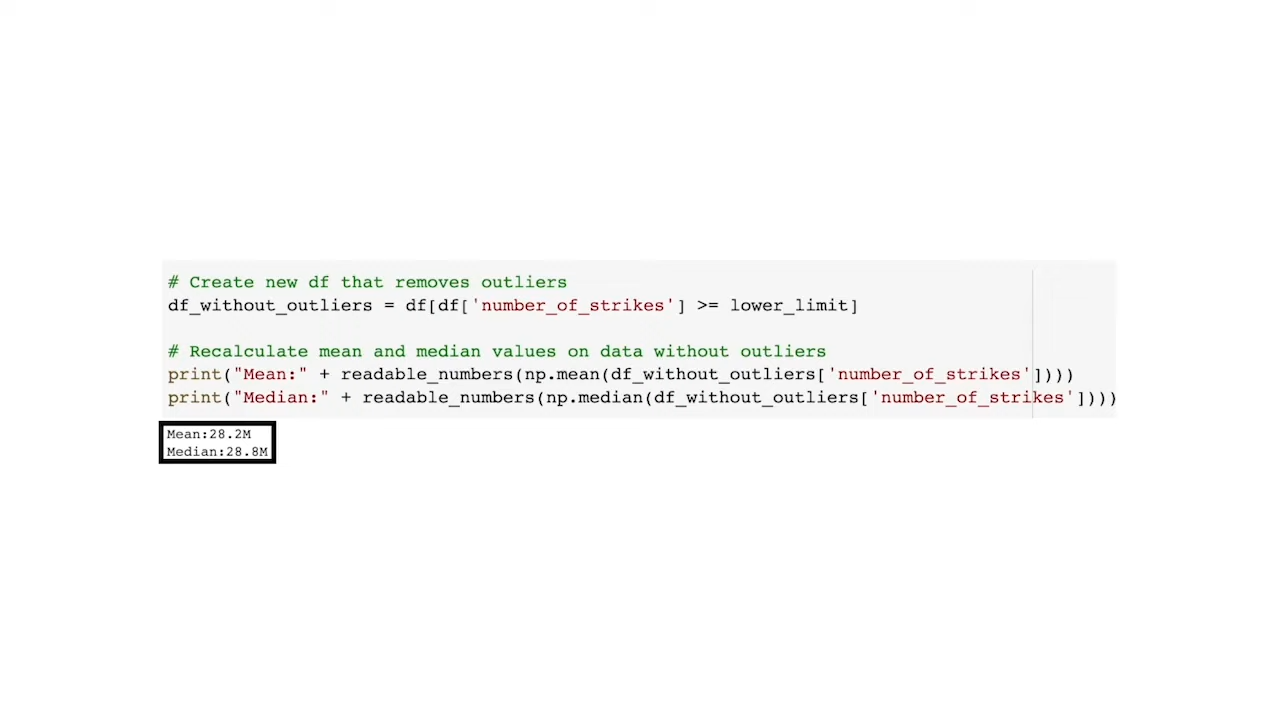 # Create new df that removes outliers
df_without_outliers = df[df['number_of_strikes'] >= lower_limit]
# Recalculate mean and median values on data without outliers
print("Mean:" + readable_numbers(np.mean(df_without_outliers['number_of_strikes'])))
print("Median:" + readable_numbers(np.median(df_without_outliers['number_of_strikes'])))
Mean:28.2M
Median:28.8M